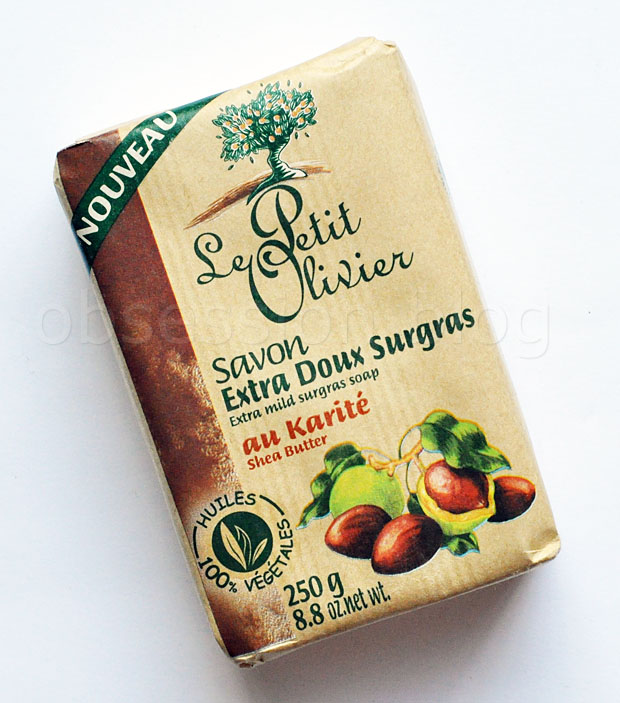 NOUVEAU
Le Petit
Olivier
savon
Extra Doux Surgras
Extra mild surgras soap
au Karité
Shea Butter
HUILES
100% VÉGÉTALES
250 g
8.8 oz.net wt.
obsession.blog